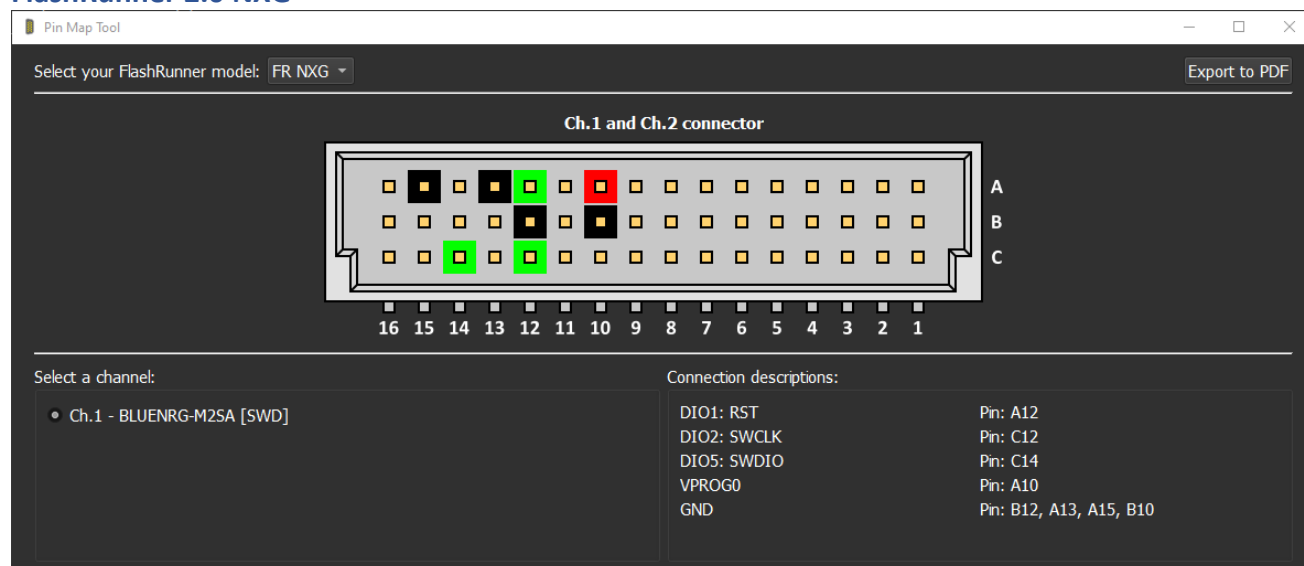 Pin Map Tool
Select your FlashRunner model: FR NXG
Export to PDF
Ch.1 and Ch.2 connector
A
B
C
16 15 14 13 12 11 10 9 8 7 6 5 4 3 2 1
Select a channel:
Ch.1 - BLUENRG-M2SA [SWD]
Connection descriptions:
DIO1: RST Pin: A12
DIO2: SWCLK Pin: C12
DIO5: SWDIO Pin: C14
VPROG0 Pin: A10
GND Pin: B12, A13, A15, B10